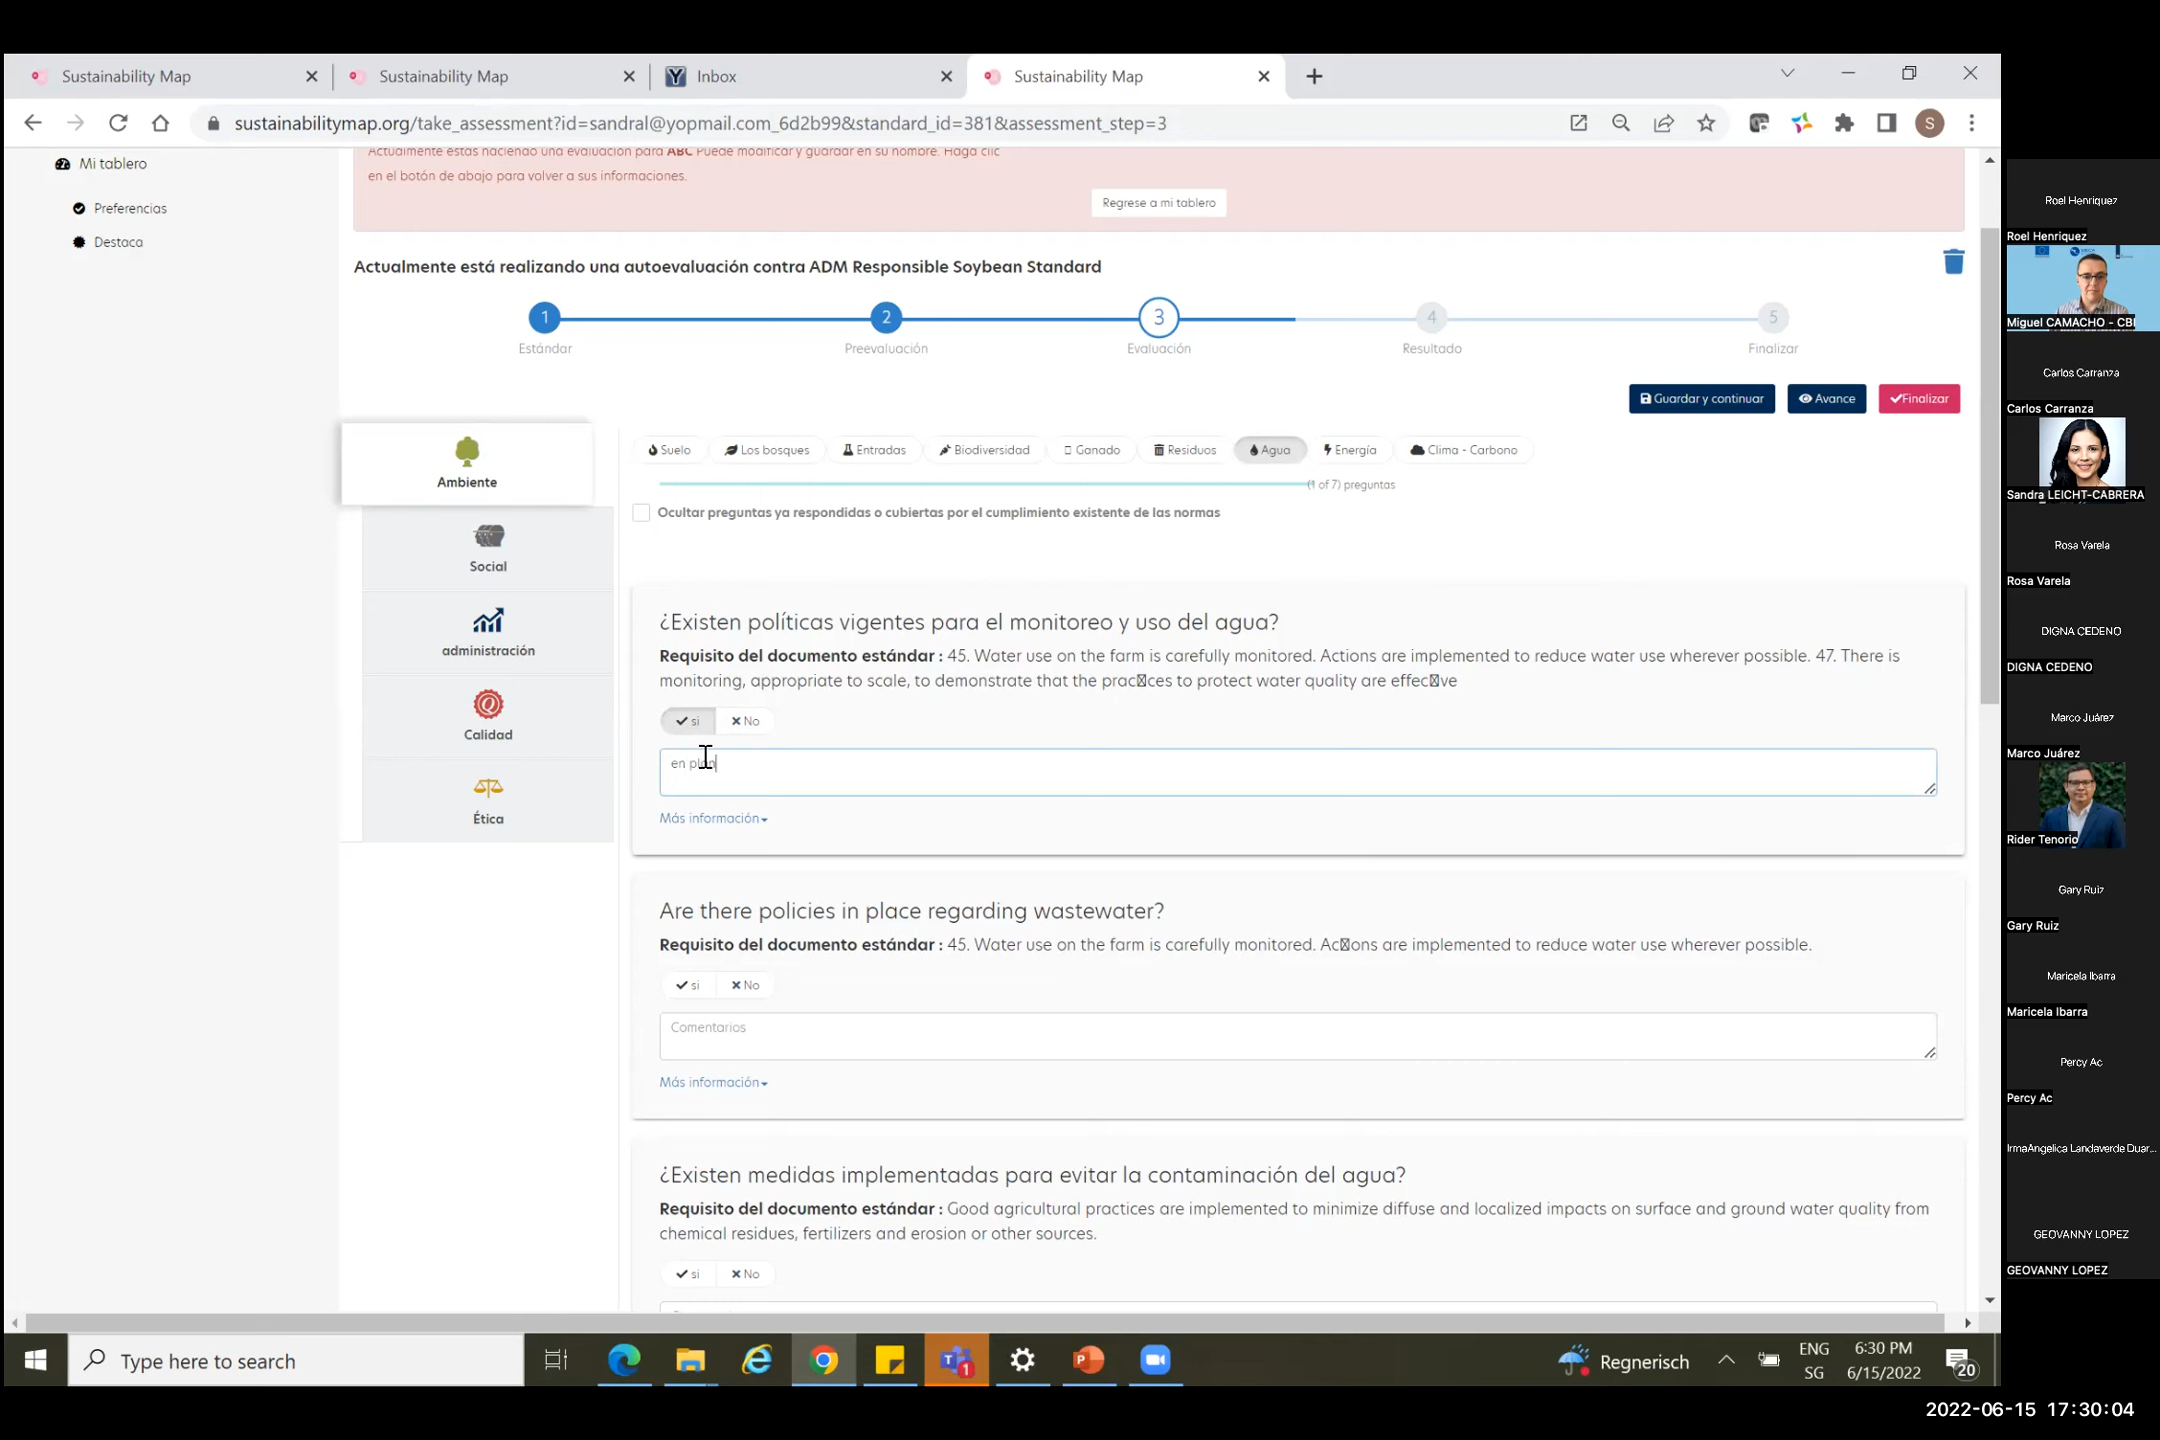 Sustainability Map
Sustainability Map
Inbox
Sustainability Map
sustainabilitymap.org/take_assessment?id=sandral@yopmail.com_6d2b99&standard_id=381&assessment_step=3
S
Mi tablero
Preferencias
Destaca
Actualmente estás haciendo una evaluación para ABC Puede modificar y guardar en su nombre. Haga clic
en el botón de abajo para volver a sus informaciones.
Regrese a mi tablero
Actualmente está realizando una autoevaluación contra ADM Responsible Soybean Standard
1
2
3
4
5
Estándar
Preevaluación
Evaluación
Resultado
Finalizar
Guardar y continuar
Avance
Finalizar
Ambiente
Social
administración
Calidad
Ética
Suelo
Los bosques
Entradas
Biodiversidad
Ganado
Residuos
Agua
Energía
Clima - Carbono
(1 of 7) preguntas
Ocultar preguntas ya respondidas o cubiertas por el cumplimiento existente de las normas
¿Existen políticas vigentes para el monitoreo y uso del agua?
Requisito del documento estándar : 45. Water use on the farm is carefully monitored. Actions are implemented to reduce water use wherever possible. 47. There is
monitoring, appropriate to scale, to demonstrate that the prac□ces to protect water quality are effec□ve
si
No
en plan
Más información
Are there policies in place regarding wastewater?
Requisito del documento estándar : 45. Water use on the farm is carefully monitored. Ac□ons are implemented to reduce water use wherever possible.
si
No
Comentarios
Más información
¿Existen medidas implementadas para evitar la contaminación del agua?
Requisito del documento estándar : Good agricultural practices are implemented to minimize diffuse and localized impacts on surface and ground water quality from
chemical residues, fertilizers and erosion or other sources.
si
No
Type here to search
1
Regnerisch
ENG
SG
6:30 PM
6/15/2022
20
Roel Henriquez
Roel Henriquez
Miguel CAMACHO - CBI
Carlos Carranza
Carlos Carranza
Sandra LEICHT-CABRERA
Rosa Varela
Rosa Varela
DIGNA CEDENO
DIGNA CEDENO
Marco Juárez
Marco Juárez
Rider Tenorio
Gary Ruiz
Gary Ruiz
Maricela Ibarra
Maricela Ibarra
Percy Ac
Percy Ac
IrmaAngelica Landaverde Duar...
GEOVANNY LOPEZ
GEOVANNY LOPEZ
2022-06-15 17:30:04